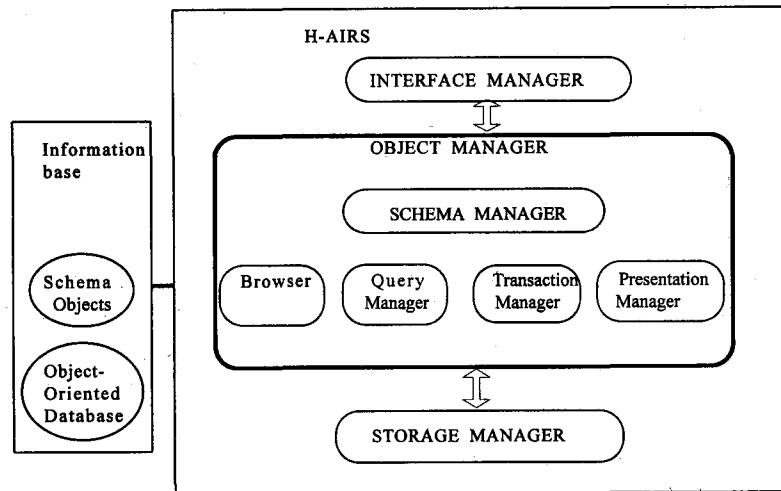 H-AIRS
INTERFACE MANAGER
Information
base
OBJECT MANAGER
SCHEMA MANAGER
Schema
Objects
Browser
Query
Manager
Transaction
Manager
Presentation
Manager
Object-
Oriented
Database
STORAGE MANAGER